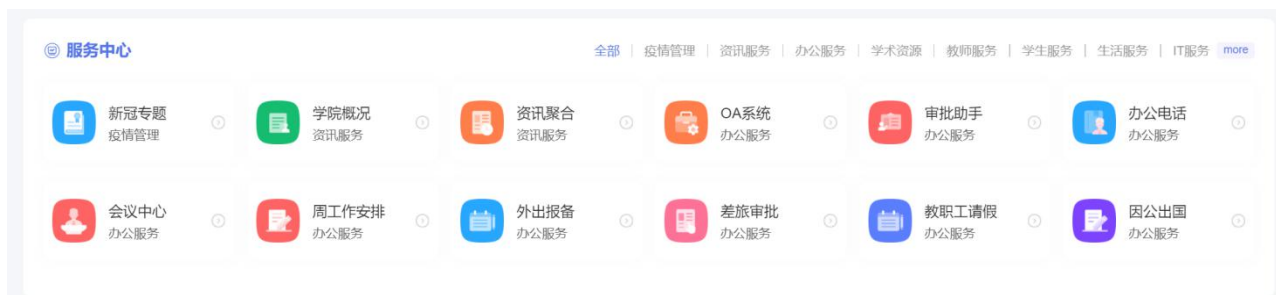 服务中心
全部 | 疫情管理 | 资讯服务 | 办公服务 | 学术资源 | 教师服务 | 学生服务 | 生活服务 | IT服务 more
新冠专题
疫情管理
学院概况
资讯服务
资讯聚合
资讯服务
OA系统
办公服务
审批助手
办公服务
办公电话
办公服务
会议中心
办公服务
周工作安排
办公服务
外出报备
办公服务
差旅审批
办公服务
教职工请假
办公服务
因公出国
办公服务